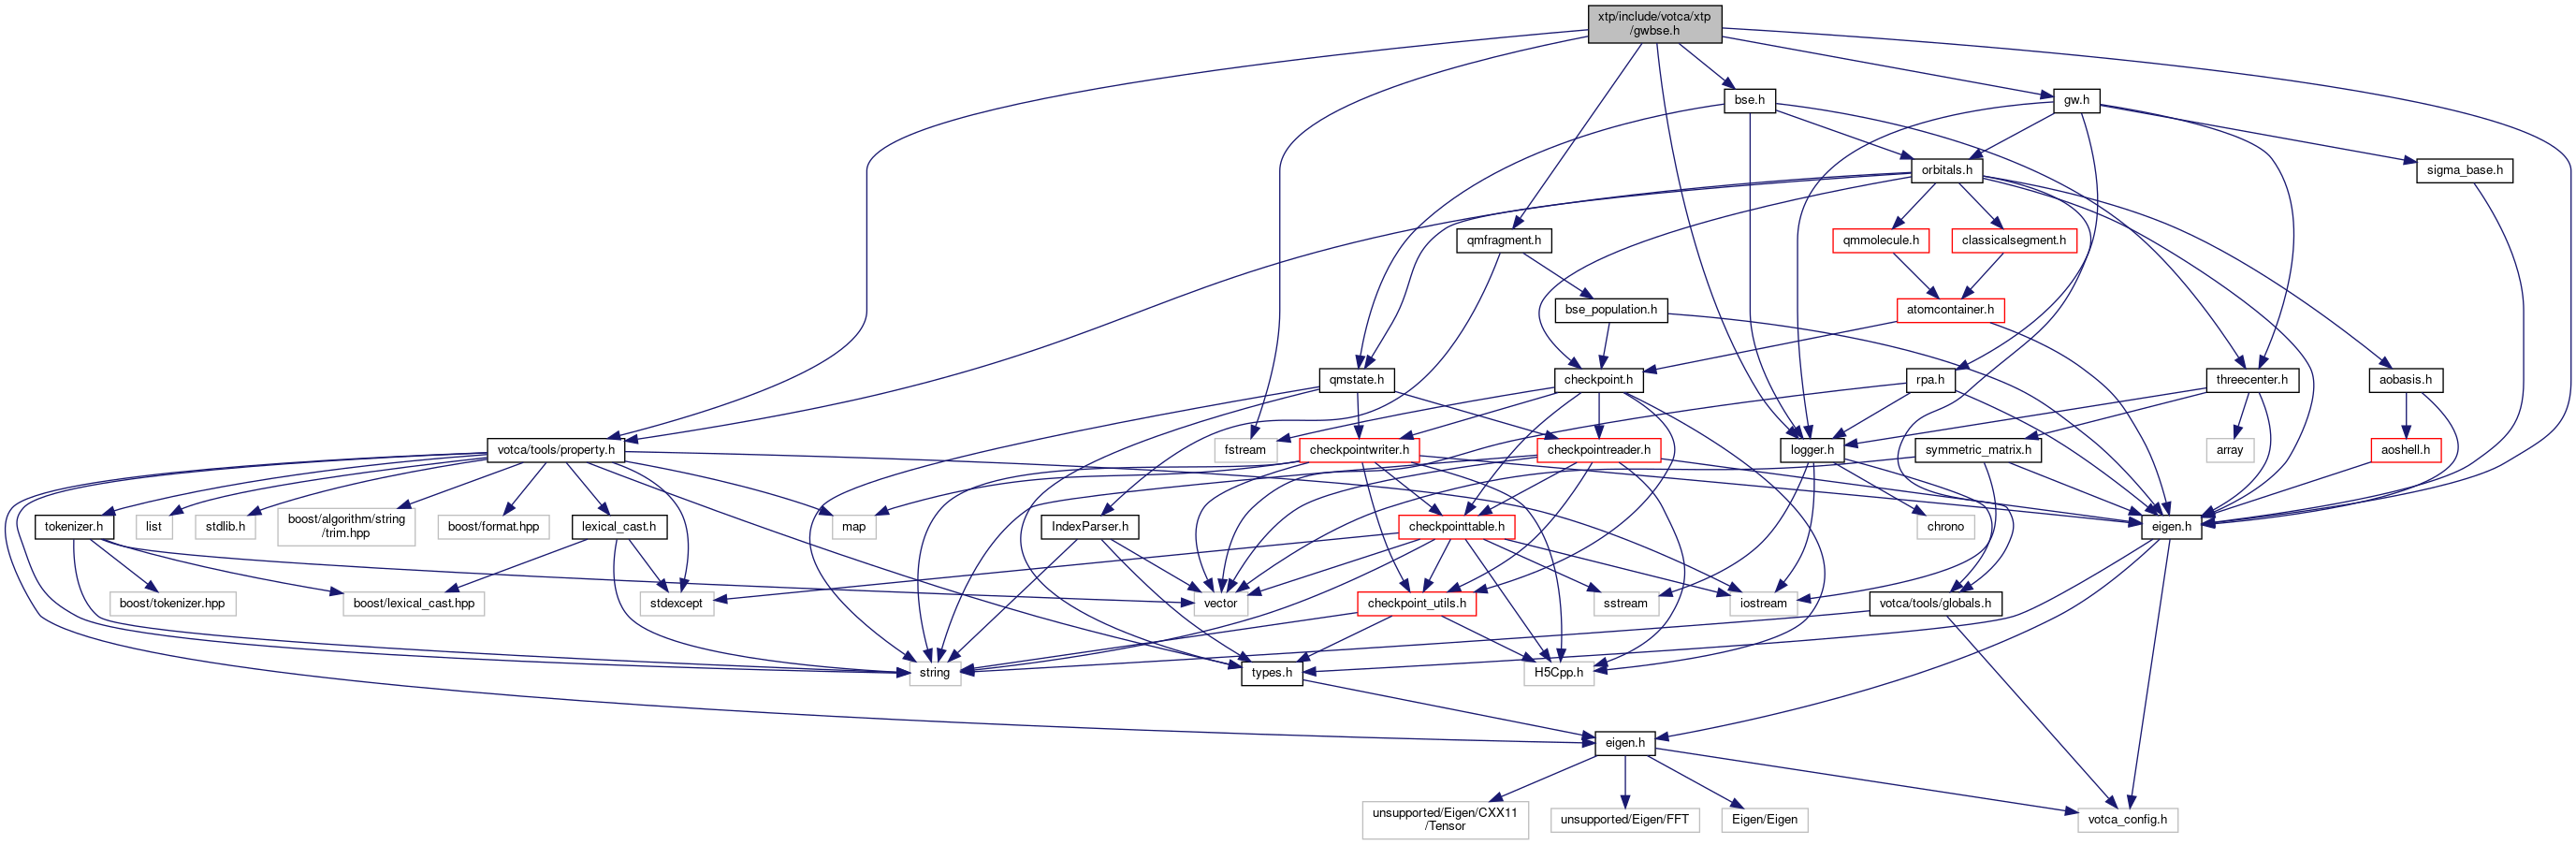 xtp/include/votca/xtp
/gwbse.h
bse.h
gw.h
orbitals.h
sigma_base.h
qmfragment.h
qmmolecule.h
classicalsegment.h
bse_population.h
atomcontainer.h
qmstate.h
checkpoint.h
rpa.h
threecenter.h
aobasis.h
votca/tools/property.h
fstream
checkpointwriter.h
checkpointreader.h
logger.h
symmetric_matrix.h
array
aoshell.h
tokenizer.h
list
stdlib.h
boost/algorithm/string
/trim.hpp
boost/format.hpp
lexical_cast.h
map
IndexParser.h
checkpointtable.h
chrono
eigen.h
boost/tokenizer.hpp
boost/lexical_cast.hpp
stdexcept
vector
checkpoint_utils.h
sstream
iostream
votca/tools/globals.h
string
types.h
H5Cpp.h
eigen.h
unsupported/Eigen/CXX11
/Tensor
unsupported/Eigen/FFT
Eigen/Eigen
votca_config.h